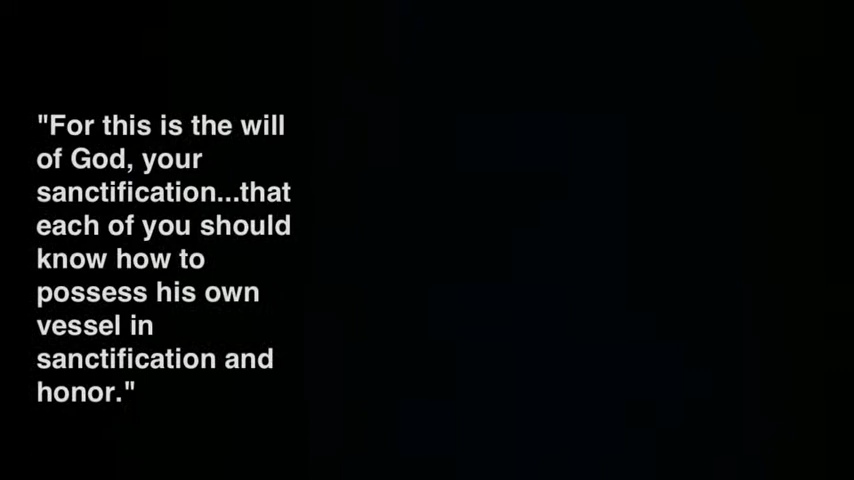 "For this is the will
of God, your
sanctification...that
each of you should
know how to
possess his own
vessel in
sanctification and
honor."